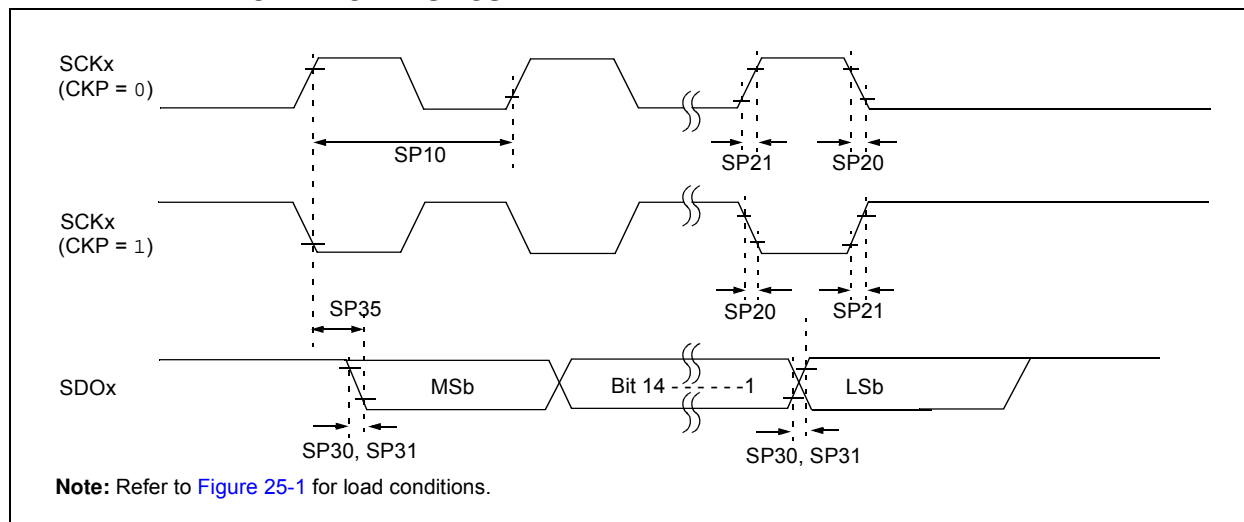 SCKx
(CKP = 0)
SP10
SP21
SP20
SCKx
(CKP = 1)
SP35
SP20
SP21
SDOx
MSb
Bit 14 - - - - - -1
LSb
SP30, SP31
SP30, SP31
Note: Refer to Figure 25-1 for load conditions.